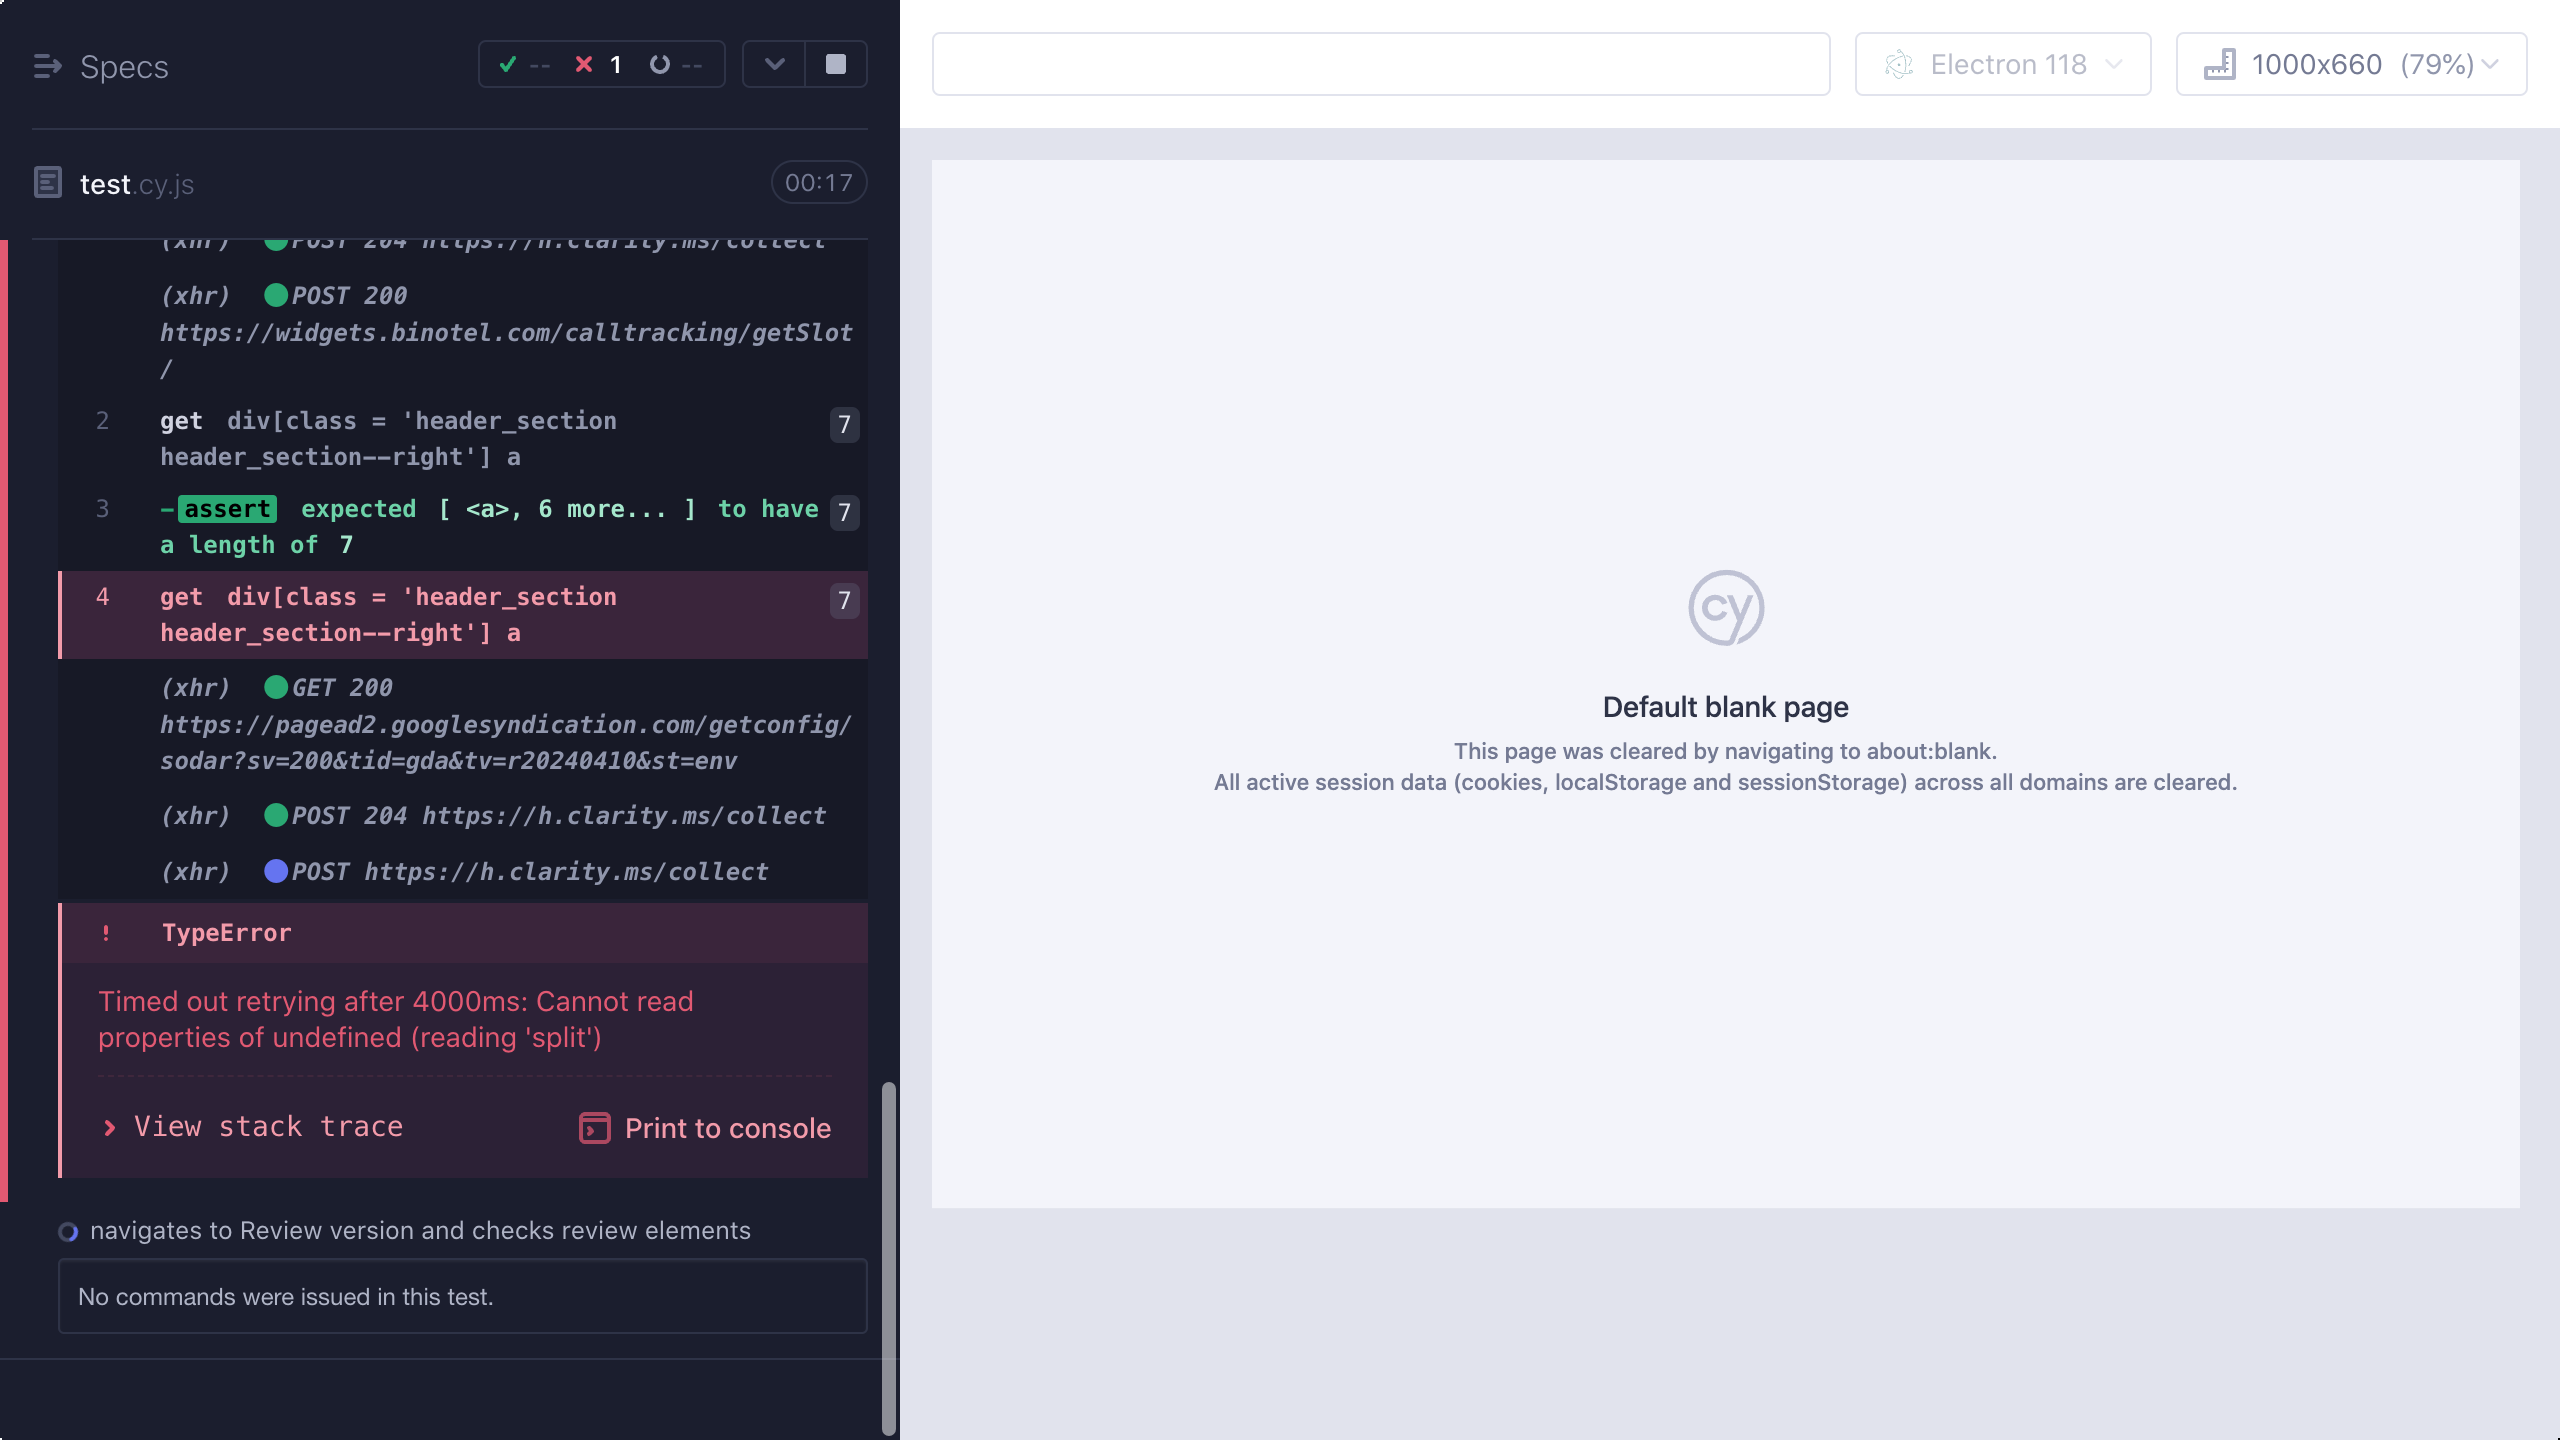 Specs
-- 1 --
test.cy.js
00:17
(xhr) POST 204 https://h.clarity.ms/collect
(xhr) POST 200
https://widgets.binotel.com/calltracking/getSlot
/
2 get div[class = 'header_section 7
header_section--right'] a
3 -assert expected [ <a>, 6 more... ] to have 7
a length of 7
4 get div[class = 'header_section 7
header_section--right'] a
(xhr) GET 200
https://pagead2.googlesyndication.com/getconfig/
sodar?sv=200&tid=gda&tv=r20240410&st=env
(xhr) POST 204 https://h.clarity.ms/collect
(xhr) POST https://h.clarity.ms/collect
! TypeError
Timed out retrying after 4000ms: Cannot read
properties of undefined (reading 'split')
View stack trace
Print to console
navigates to Review version and checks review elements
No commands were issued in this test.
Electron 118
1000x660 (79%)
cy
Default blank page
This page was cleared by navigating to about:blank.
All active session data (cookies, localStorage and sessionStorage) across all domains are cleared.